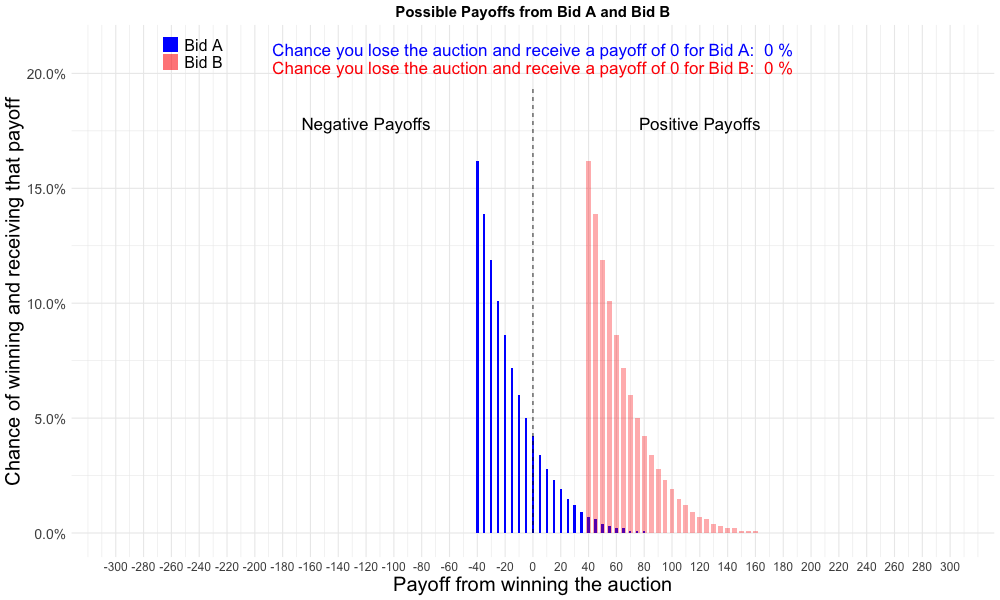 Possible Payoffs from Bid A and Bid B
Bid A
Bid B
Chance you lose the auction and receive a payoff of 0 for Bid A:  0 %
Chance you lose the auction and receive a payoff of 0 for Bid B:  0 %
Negative Payoffs
Positive Payoffs
Chance of winning and receiving that payoff
20.0%
15.0%
10.0%
5.0%
0.0%
-300 -280 -260 -240 -220 -200 -180 -160 -140 -120 -100 -80 -60 -40 -20 0 20 40 60 80 100 120 140 160 180 200 220 240 260 280 300
Payoff from winning the auction